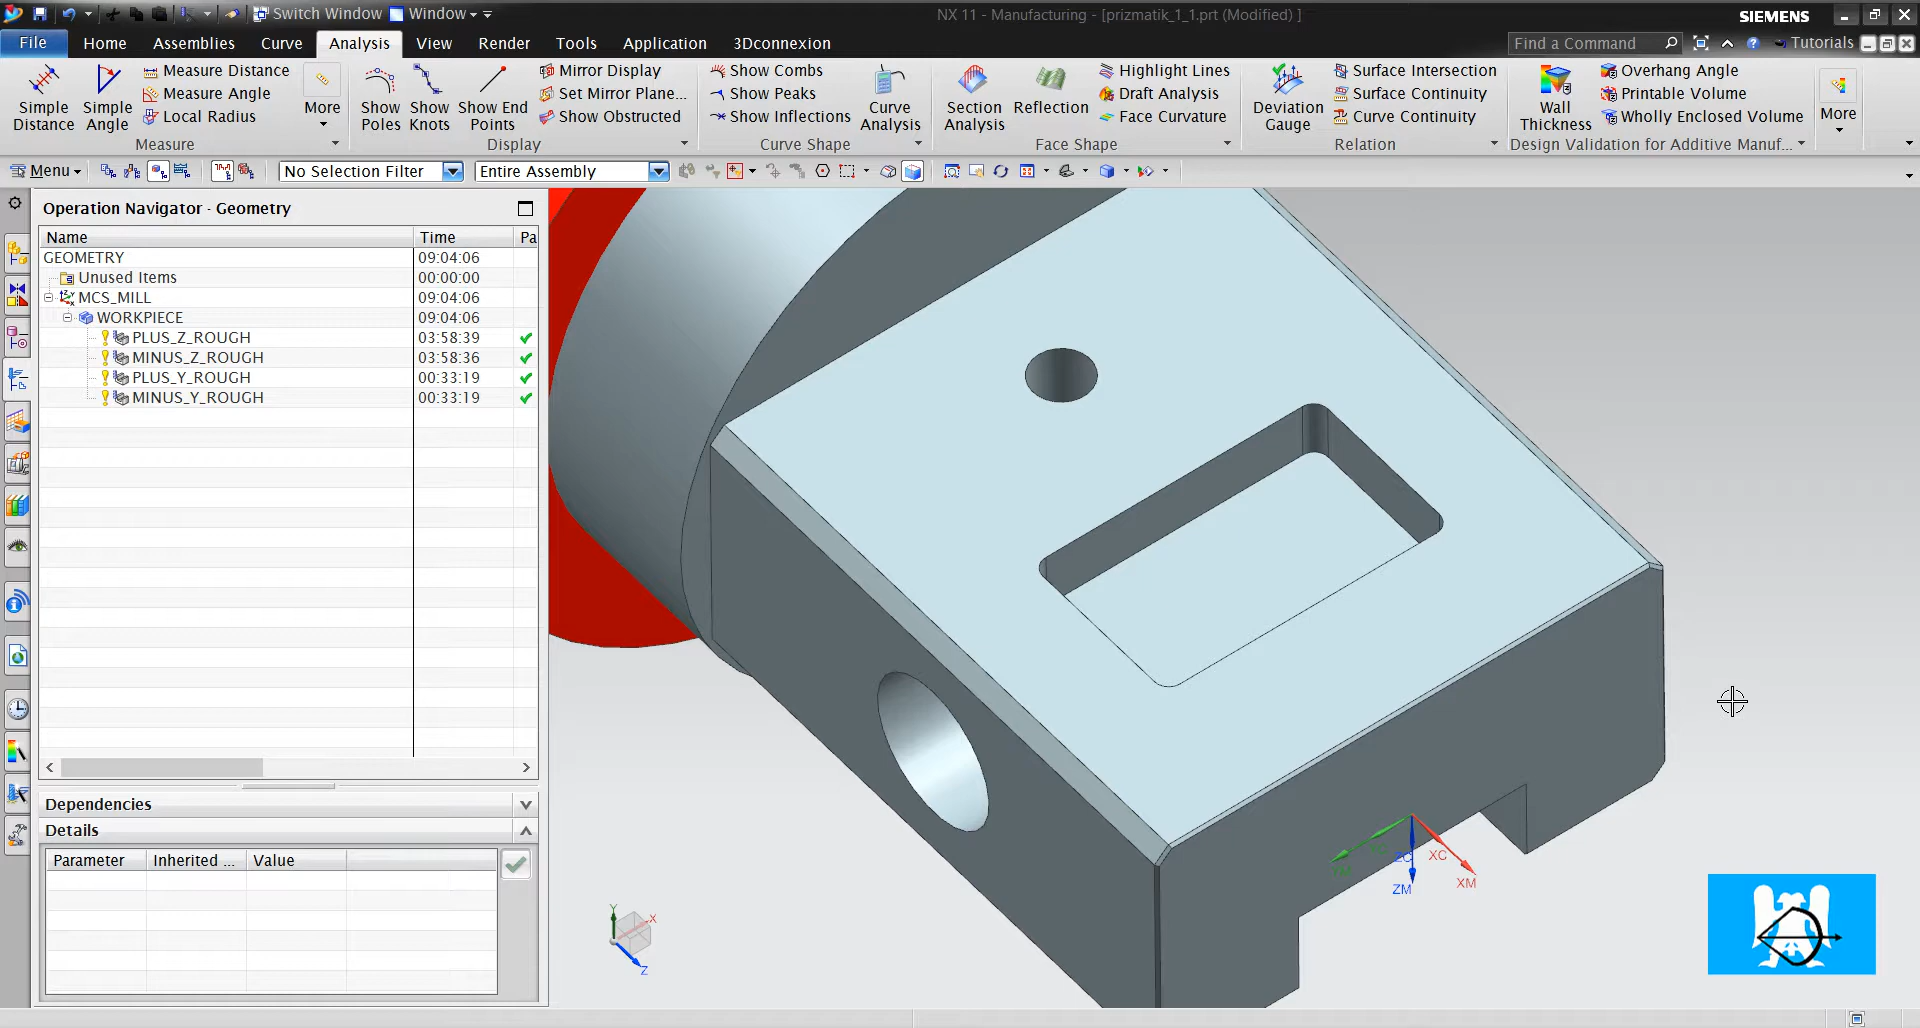 Switch Window Window
NX 11 - Manufacturing - [prizmatik_1_1.prt (Modified) ]
SIEMENS
File Home Assemblies Curve Analysis View Render Tools Application 3Dconnexion
Find a Command
Tutorials
Simple Distance
Simple Angle
Measure Distance
Measure Angle
Local Radius
More
Measure
Show Poles
Show Knots
Show End Points
Mirror Display
Set Mirror Plane...
Show Obstructed
Display
Show Combs
Show Peaks
Show Inflections
Curve Analysis
Curve Shape
Section Analysis
Reflection
Highlight Lines
Draft Analysis
Face Curvature
Face Shape
Deviation Gauge
Surface Intersection
Surface Continuity
Curve Continuity
Relation
Wall Thickness
Overhang Angle
Printable Volume
Wholly Enclosed Volume
Design Validation for Additive Manuf...
More
Menu
No Selection Filter
Entire Assembly
Operation Navigator - Geometry
Name Time Pa
GEOMETRY 09:04:06
Unused Items 00:00:00
MCS_MILL 09:04:06
WORKPIECE 09:04:06
PLUS_Z_ROUGH 03:58:39
MINUS_Z_ROUGH 03:58:36
PLUS_Y_ROUGH 00:33:19
MINUS_Y_ROUGH 00:33:19
Dependencies
Details
Parameter Inherited ... Value
ZC
XC
XM
ZM
Y
X
Z